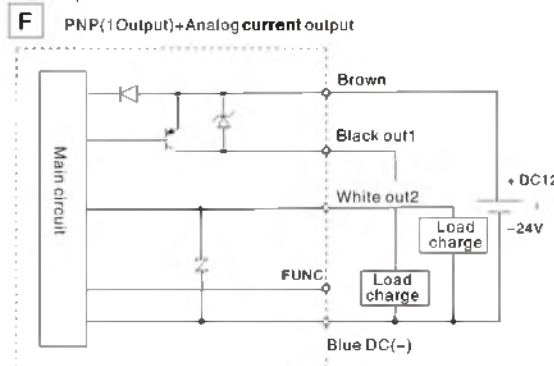 F PNP(1Output)+Analog current output
Brown
Black out1
Main circuit
White out2
+ DC12
−24V
Load
charge
FUNC
Load
charge
Blue DC(−)